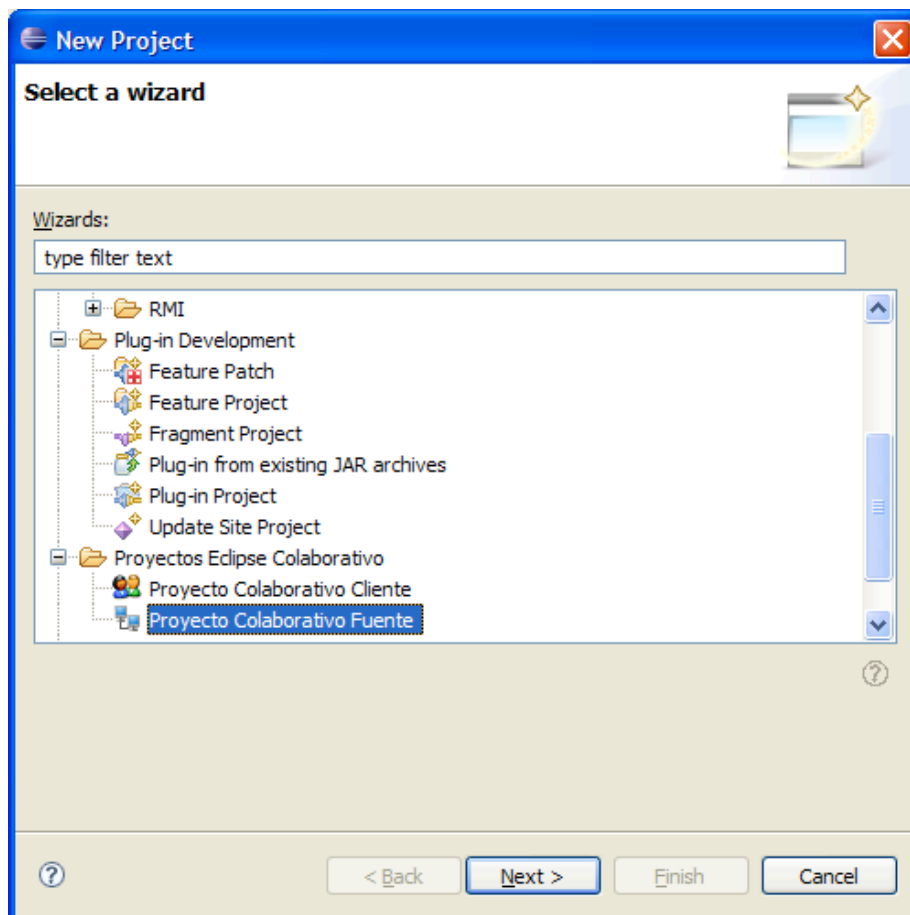 New Project
Select a wizard
Wizards:
type filter text
RMI
Plug-in Development
Feature Patch
Feature Project
Fragment Project
Plug-in from existing JAR archives
Plug-in Project
Update Site Project
Proyectos Eclipse Colaborativo
Proyecto Colaborativo Cliente
Proyecto Colaborativo Fuente
< Back Next > Finish Cancel